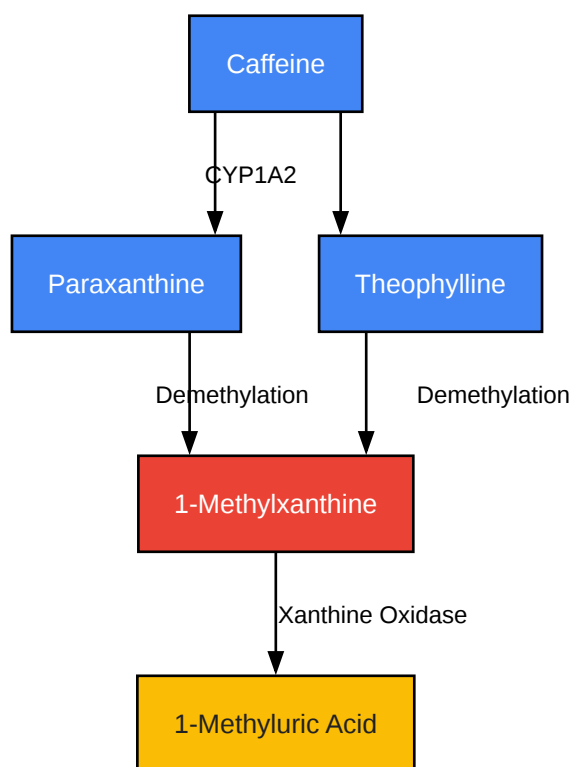 Caffeine
CYP1A2
Paraxanthine
Theophylline
Demethylation
Demethylation
1-Methylxanthine
Xanthine Oxidase
1-Methyluric Acid